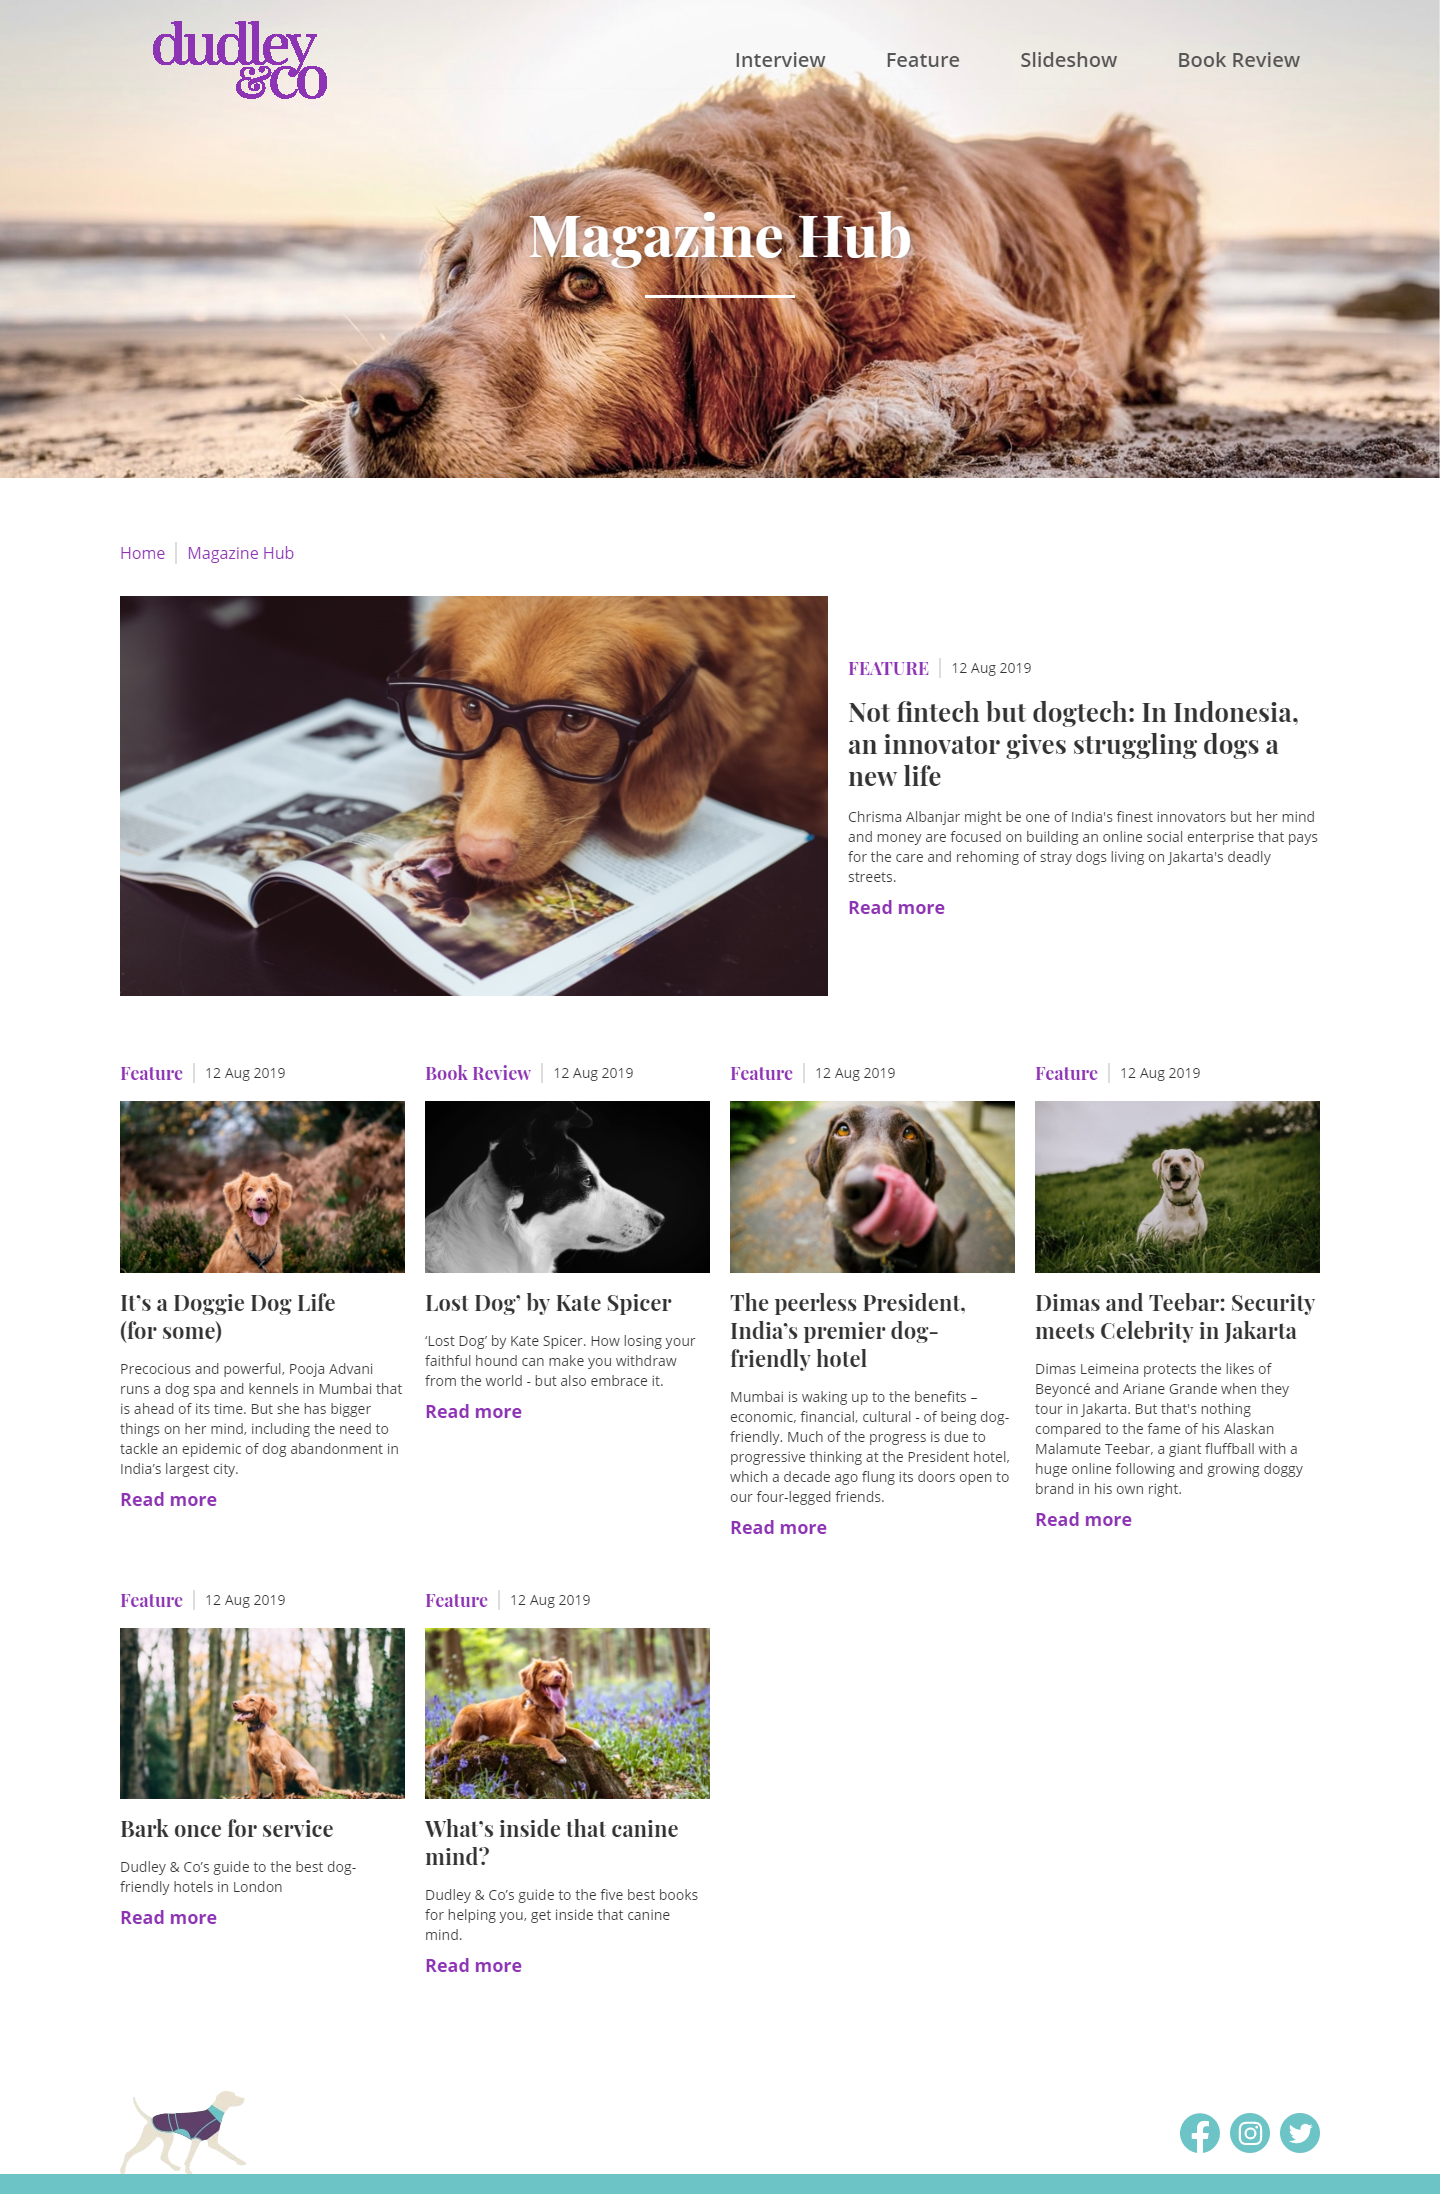 dudley
&co
Interview Feature Slideshow Book Review
Magazine Hub
Home Magazine Hub
FEATURE 12 Aug 2019
Not fintech but dogtech: In Indonesia,
an innovator gives struggling dogs a
new life
Chrisma Albanjar might be one of India's finest innovators but her mind
and money are focused on building an online social enterprise that pays
for the care and rehoming of stray dogs living on Jakarta's deadly
streets.
Read more
Feature 12 Aug 2019
It’s a Doggie Dog Life
(for some)
Precocious and powerful, Pooja Advani
runs a dog spa and kennels in Mumbai that
is ahead of its time. But she has bigger
things on her mind, including the need to
tackle an epidemic of dog abandonment in
India’s largest city.
Read more
Book Review 12 Aug 2019
Lost Dog’ by Kate Spicer
‘Lost Dog’ by Kate Spicer. How losing your
faithful hound can make you withdraw
from the world - but also embrace it.
Read more
Feature 12 Aug 2019
The peerless President,
India’s premier dog-
friendly hotel
Mumbai is waking up to the benefits –
economic, financial, cultural - of being dog-
friendly. Much of the progress is due to
progressive thinking at the President hotel,
which a decade ago flung its doors open to
our four-legged friends.
Read more
Feature 12 Aug 2019
Dimas and Teebar: Security
meets Celebrity in Jakarta
Dimas Leimeina protects the likes of
Beyoncé and Ariane Grande when they
tour in Jakarta. But that's nothing
compared to the fame of his Alaskan
Malamute Teebar, a giant fluffball with a
huge online following and growing doggy
brand in his own right.
Read more
Feature 12 Aug 2019
Bark once for service
Dudley & Co’s guide to the best dog-
friendly hotels in London
Read more
Feature 12 Aug 2019
What’s inside that canine
mind?
Dudley & Co’s guide to the five best books
for helping you, get inside that canine
mind.
Read more